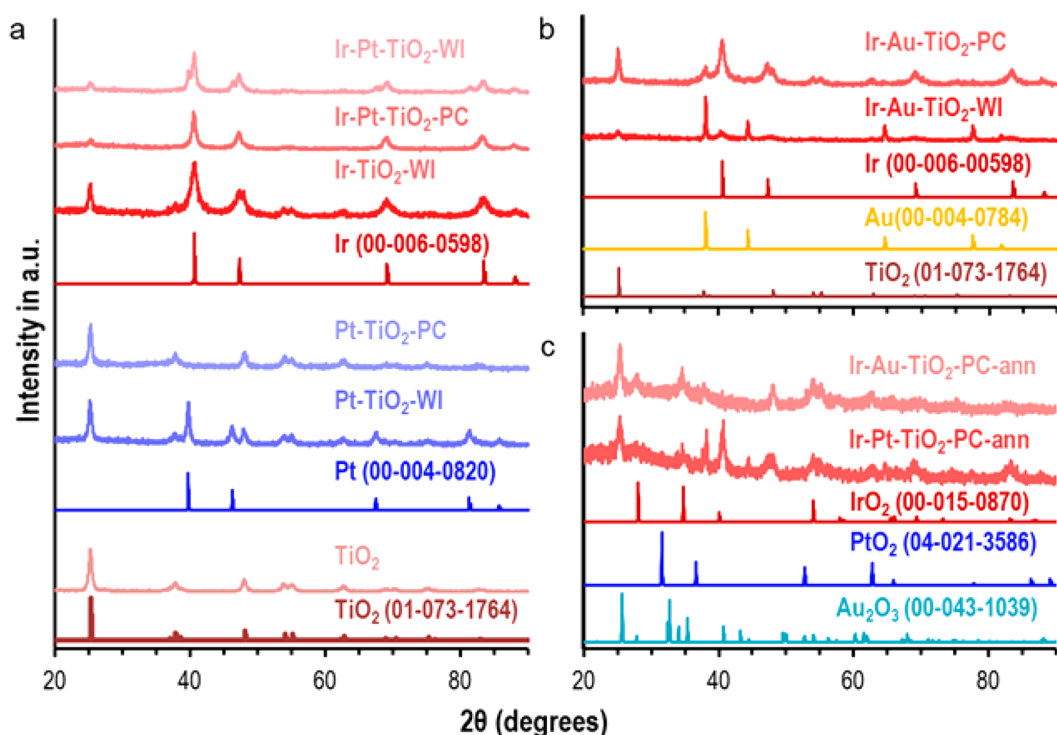 a
Intensity in a.u.
Ir-Pt-TiO₂-WI
Ir-Pt-TiO₂-PC
Ir-TiO₂-WI
Ir (00-006-0598)
Pt-TiO₂-PC
Pt-TiO₂-WI
Pt (00-004-0820)
TiO₂
TiO₂ (01-073-1764)
20 40 60 80
b
Ir-Au-TiO₂-PC
Ir-Au-TiO₂-WI
Ir (00-006-00598)
Au(00-004-0784)
TiO₂ (01-073-1764)
c
Ir-Au-TiO₂-PC-ann
Ir-Pt-TiO₂-PC-ann
IrO₂ (00-015-0870)
PtO₂ (04-021-3586)
Au₂O₃ (00-043-1039)
20 40 60 80
2θ (degrees)